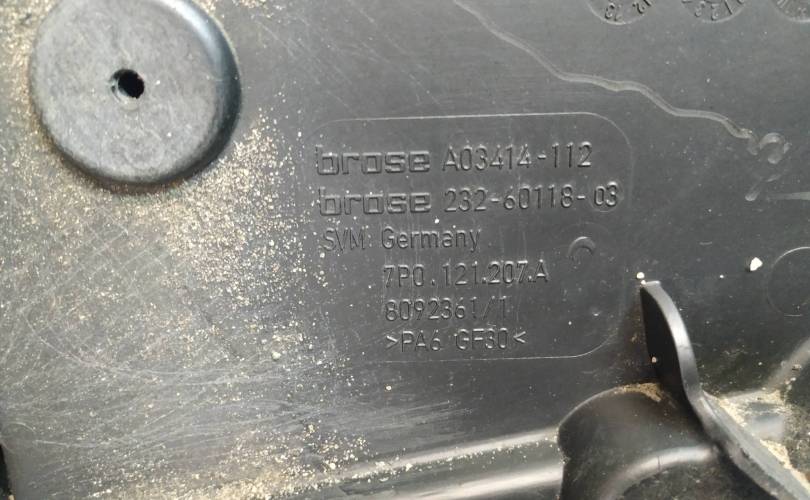 brose A03414-112
brose 232-60118-03
SVM Germany
7P0.121.207.A
8092361/1
>PA6 GF30<